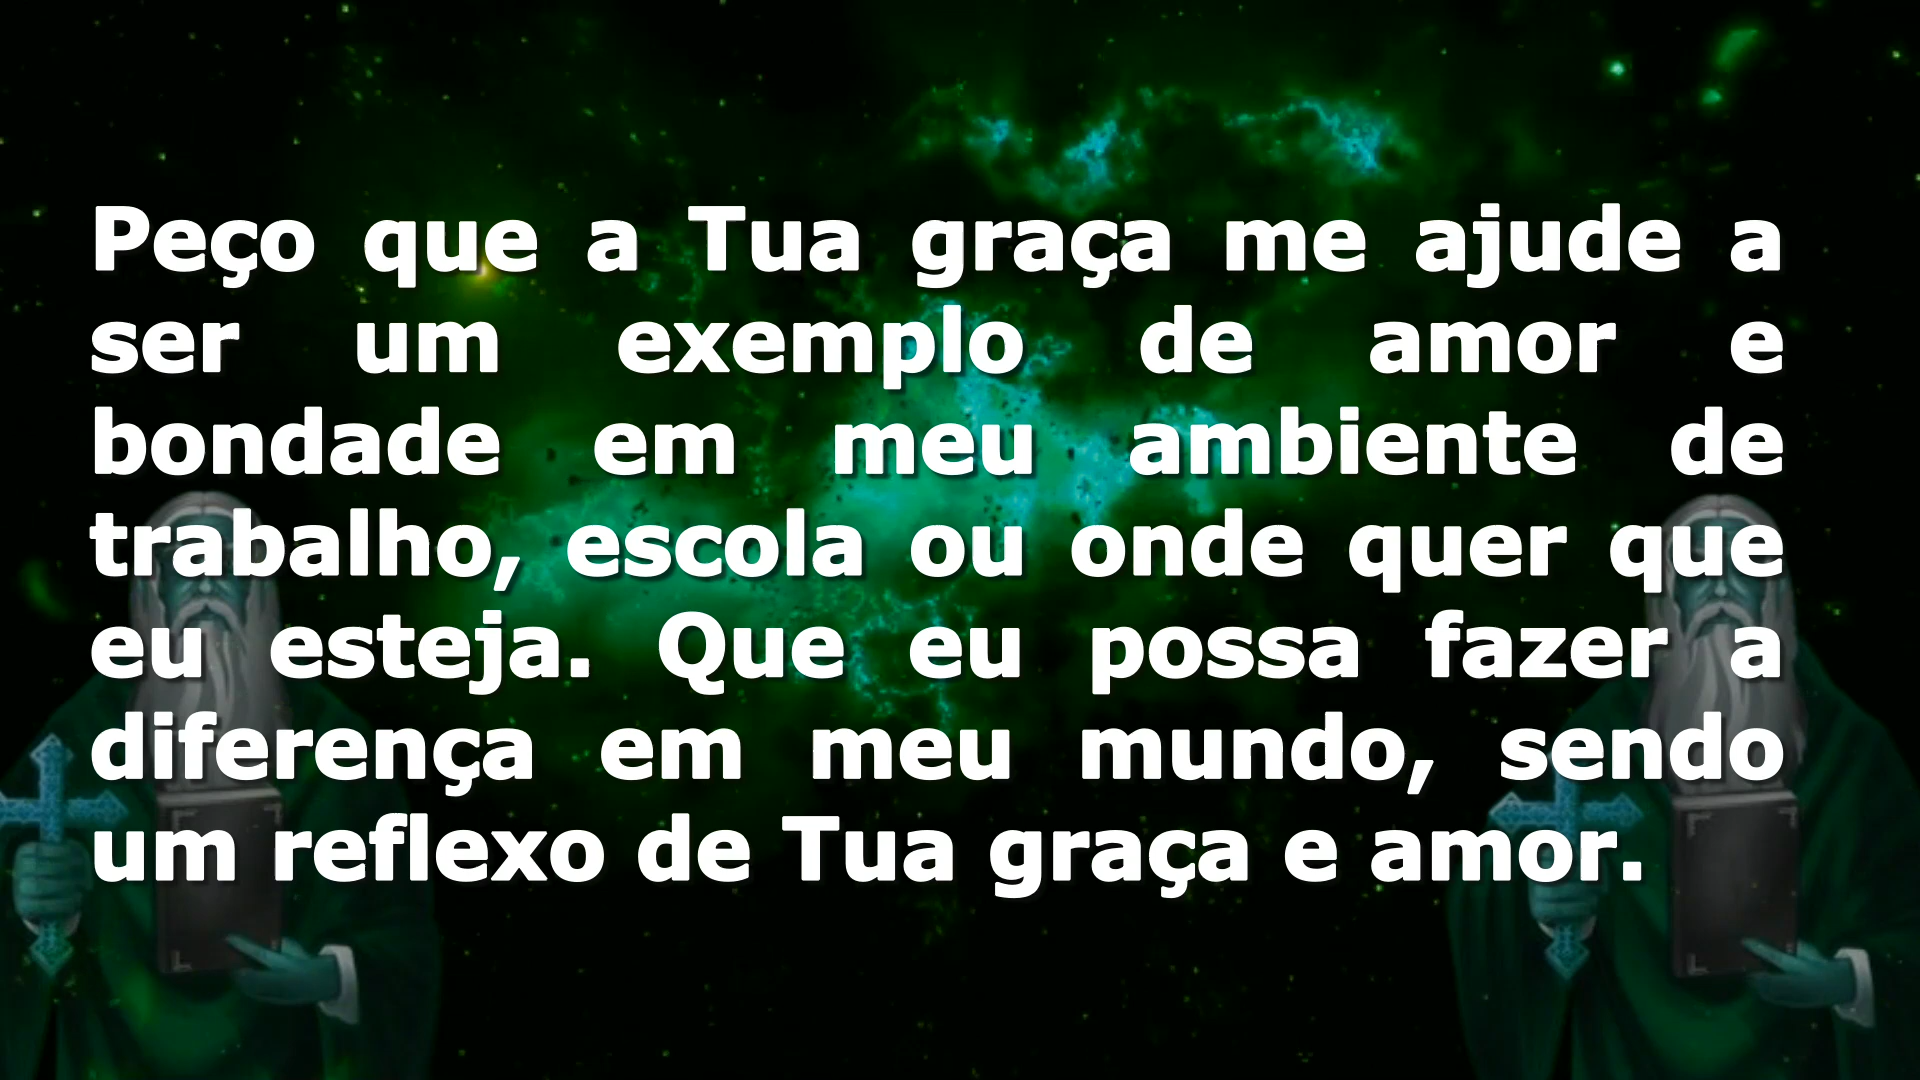 Peço que a Tua graça me ajude a
ser um exemplo de amor e
bondade em meu ambiente de
trabalho, escola ou onde quer que
eu esteja. Que eu possa fazer a
diferença em meu mundo, sendo
um reflexo de Tua graça e amor.